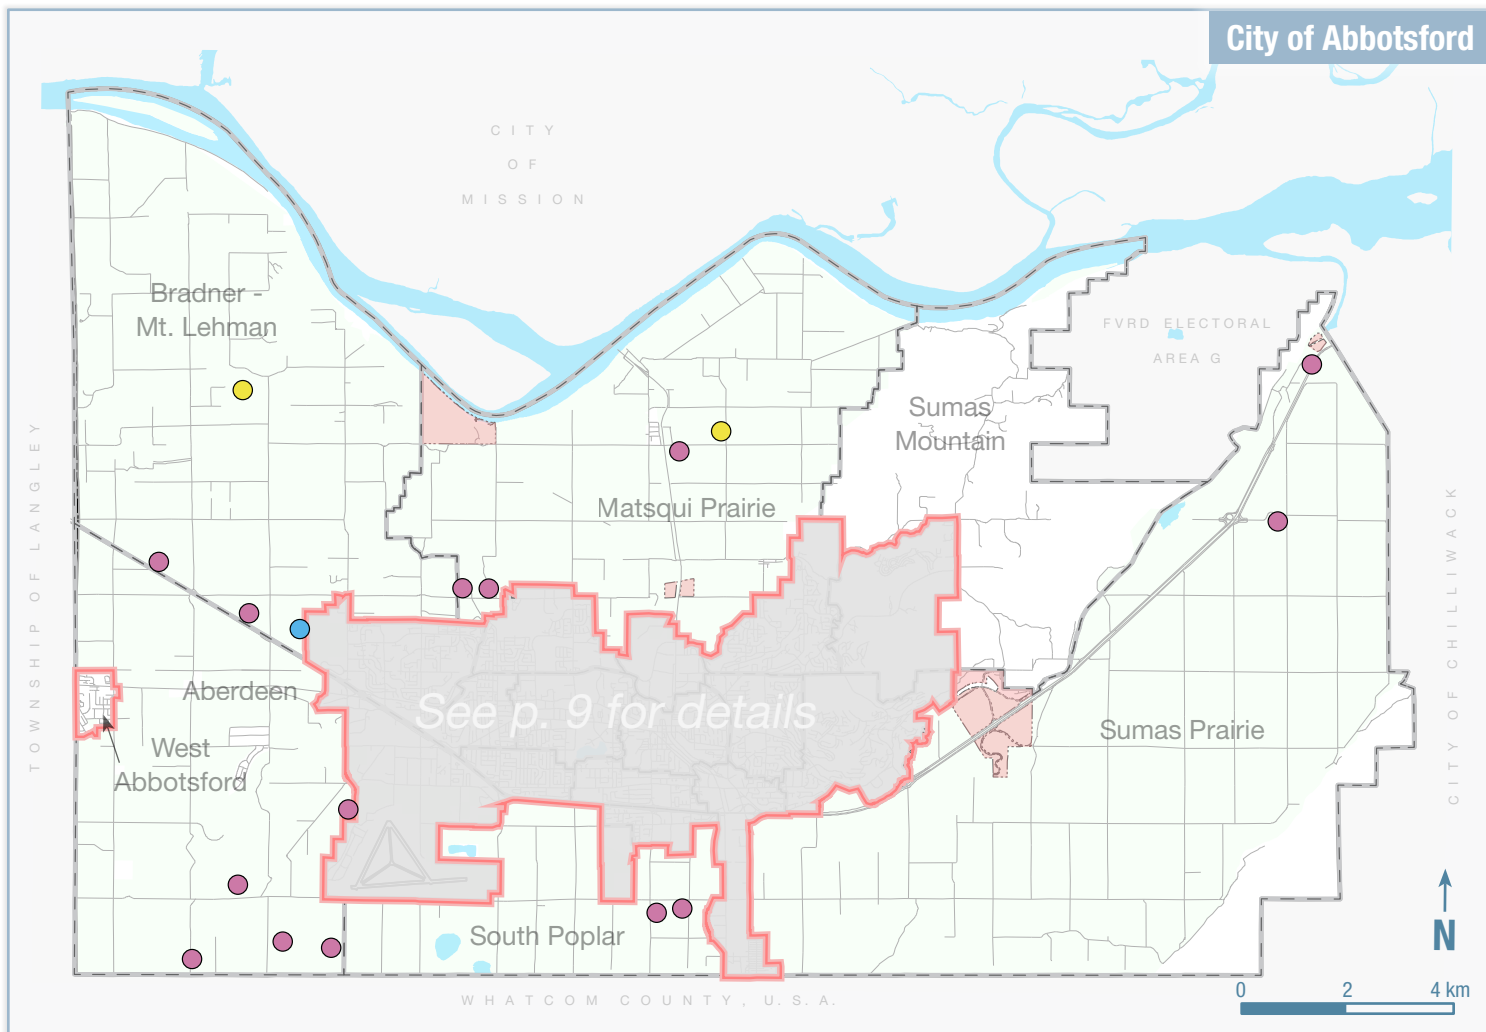 City of Abbotsford
CITY
OF
MISSION
Bradner -
Mt. Lehman
FVRD ELECTORAL
AREA G
Sumas
Mountain
TOWNSHIP OF LANGLEY
Matsqui Prairie
CITY OF CHILLIWACK
Aberdeen
See p. 9 for details
Sumas Prairie
West
Abbotsford
South Poplar
N
WHATCOM COUNTY, U.S.A.
0 2 4 km